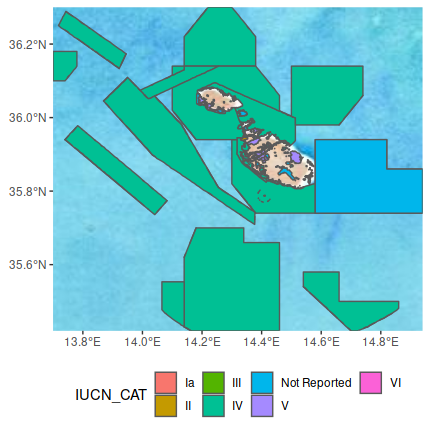 36.2°N
36.0°N
35.8°N
35.6°N
13.8°E 14.0°E 14.2°E 14.4°E 14.6°E 14.8°E
IUCN_CAT
Ia III Not Reported VI
II IV V